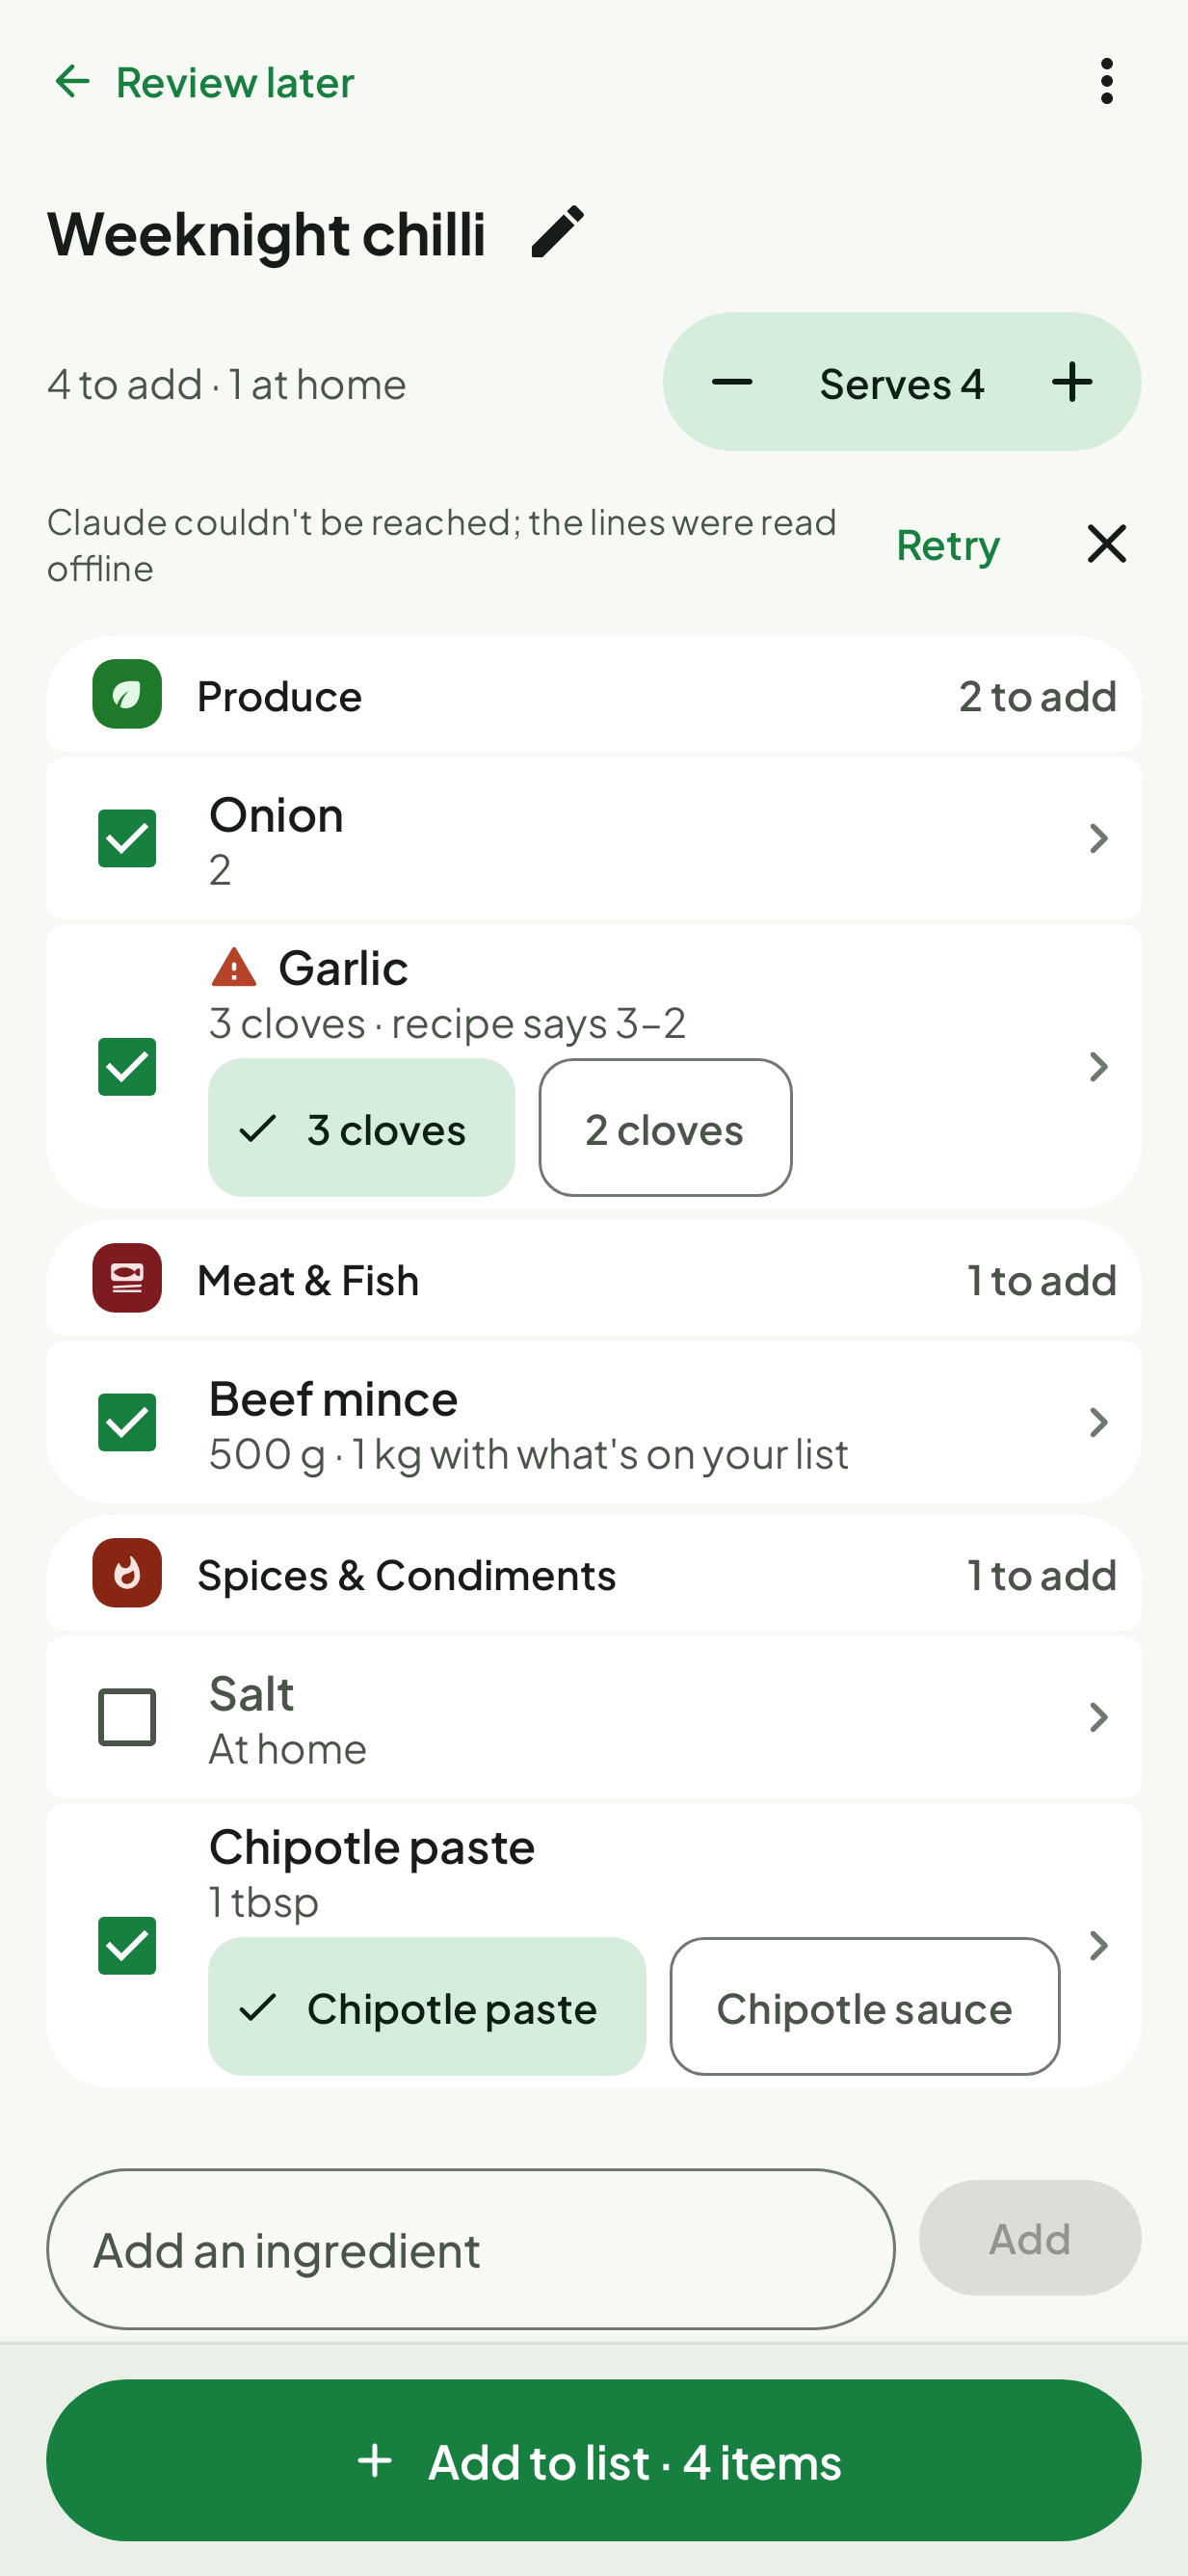 Review later
Weeknight chilli
4 to add · 1 at home
Serves 4
Claude couldn't be reached; the lines were read
offline
Retry
Produce
2 to add
Onion
2
Garlic
3 cloves · recipe says 3–2
3 cloves
2 cloves
Meat & Fish
1 to add
Beef mince
500 g · 1 kg with what's on your list
Spices & Condiments
1 to add
Salt
At home
Chipotle paste
1 tbsp
Chipotle paste
Chipotle sauce
Add an ingredient
Add
Add to list · 4 items